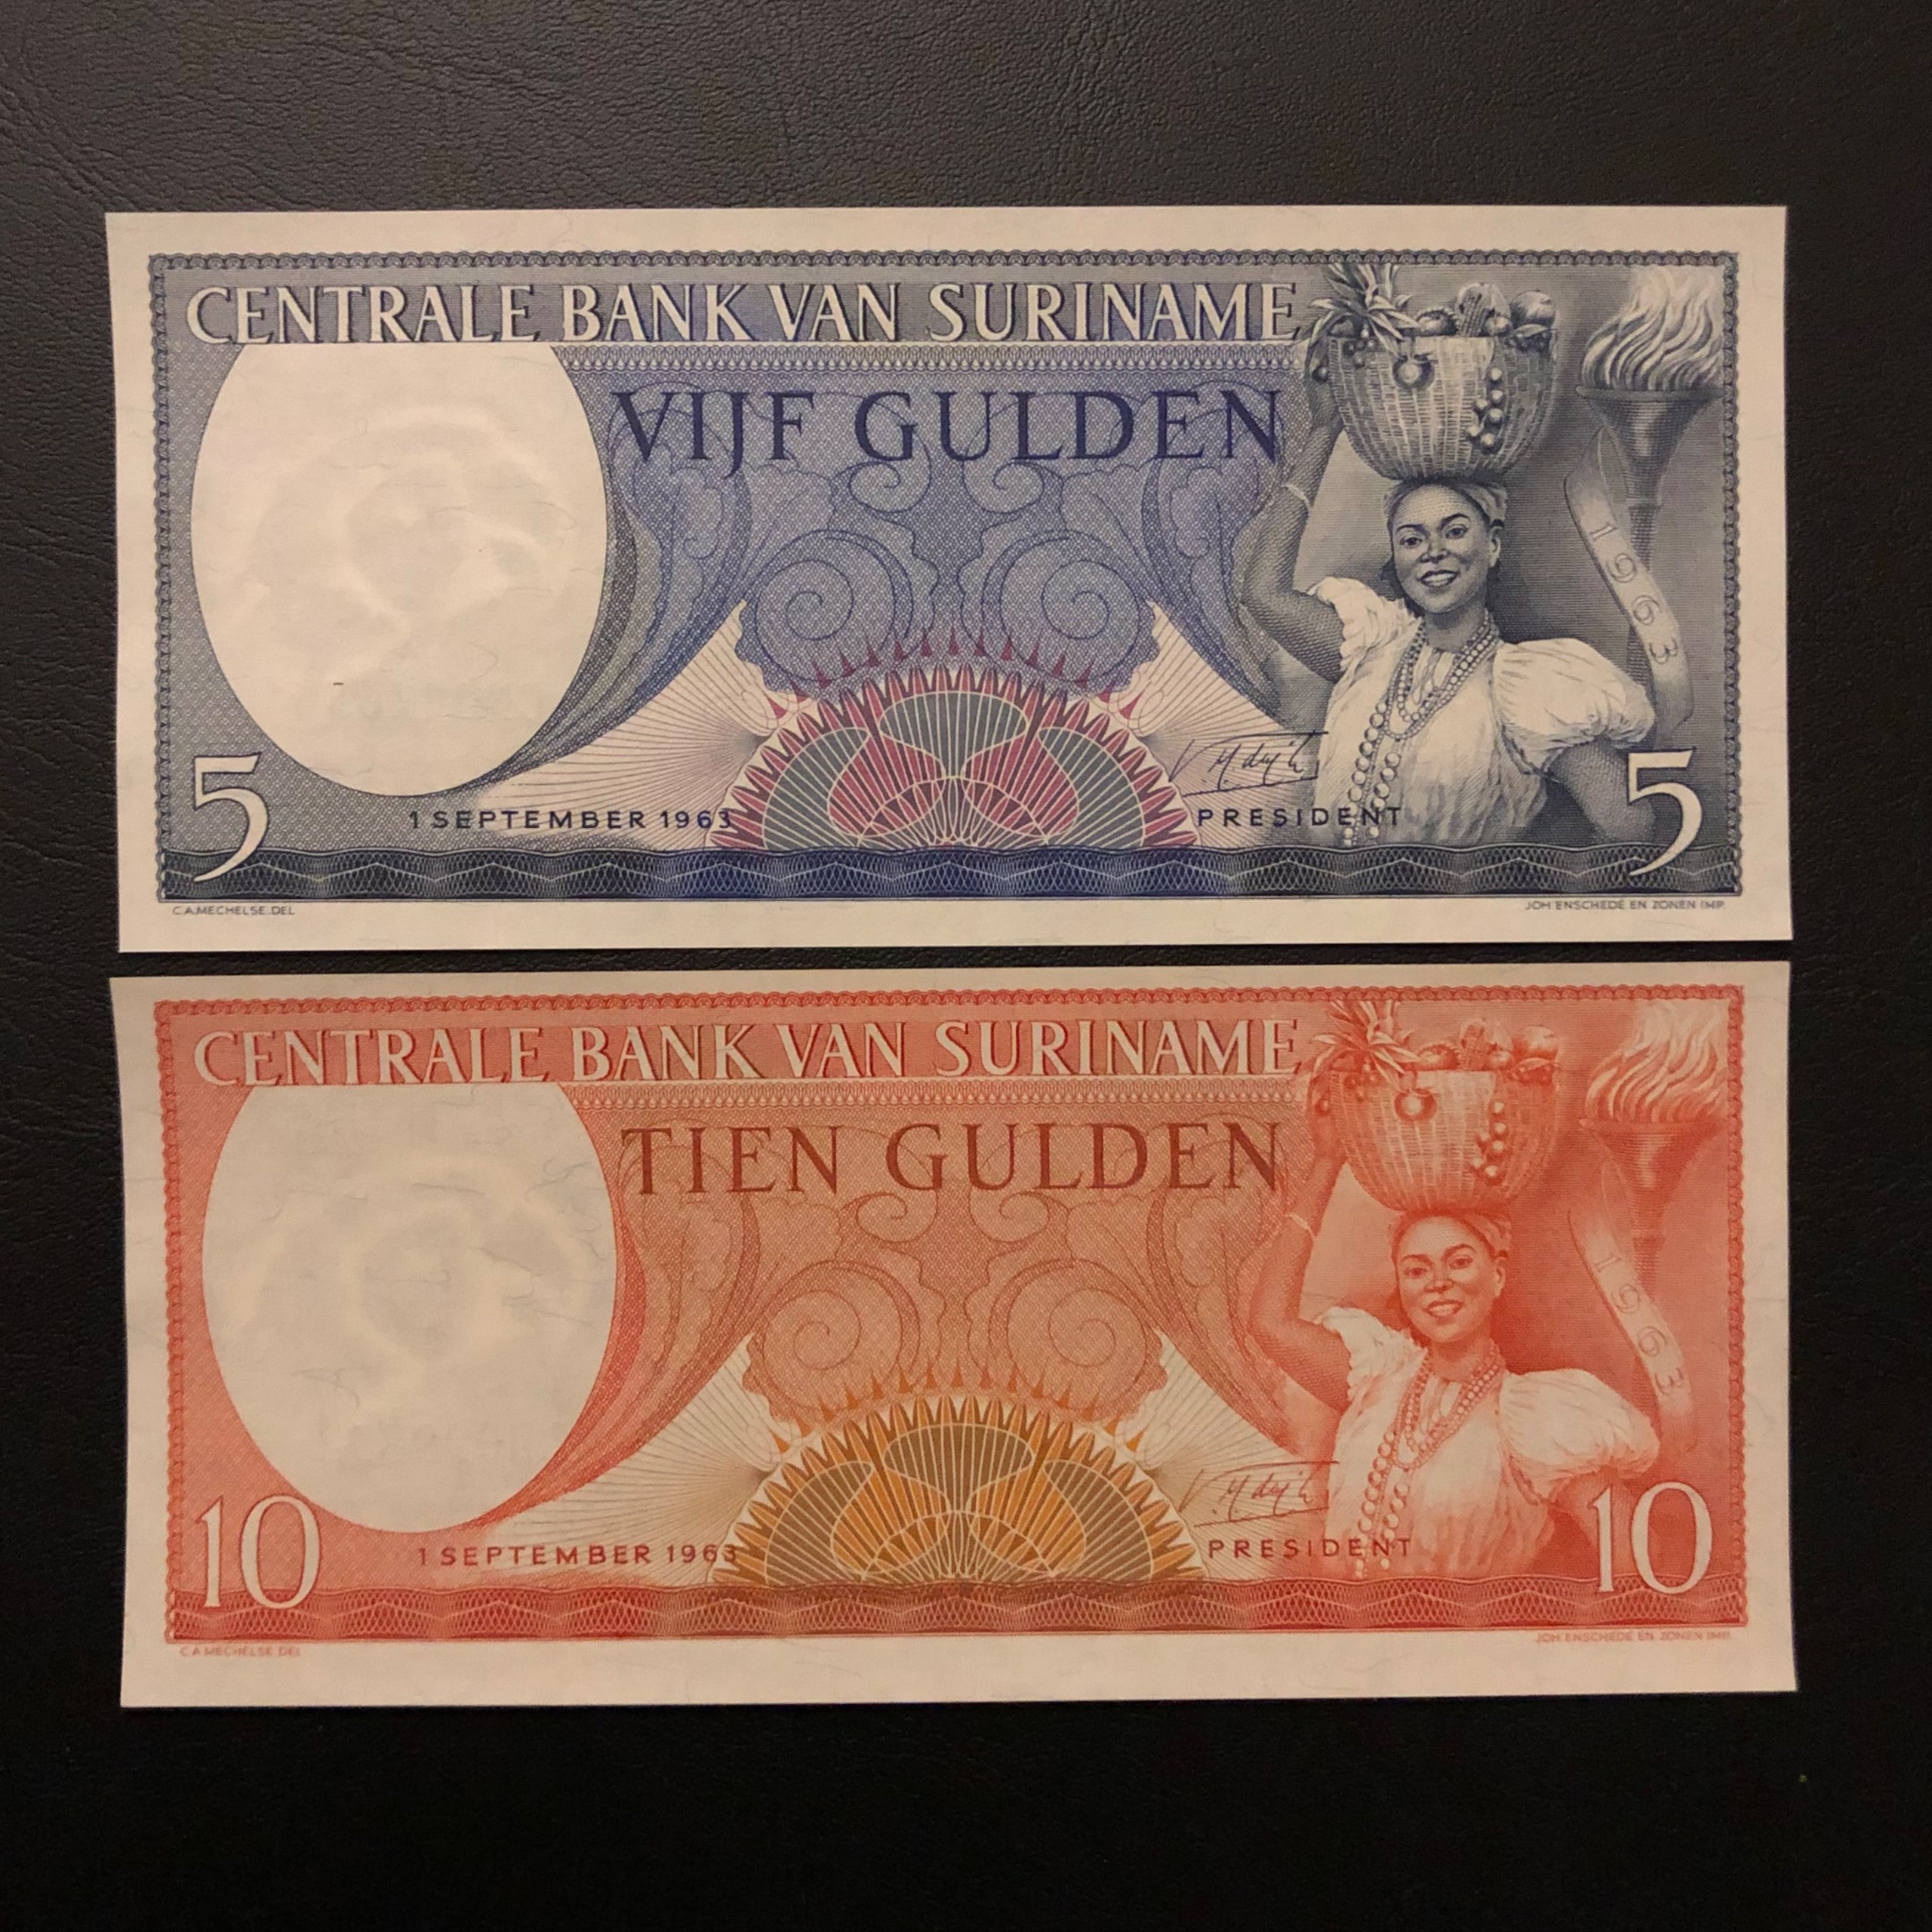 CENTRALE BANK VAN SURINAME
VIJF GULDEN
1963
5
1 SEPTEMBER 1963
PRESIDENT
5
C.A.MECHELSE.DEL
JOH. ENSCHEDÉ EN ZONEN IMP.
CENTRALE BANK VAN SURINAME
TIEN GULDEN
1963
10
1 SEPTEMBER 1963
PRESIDENT
10
C.A.MECHELSE.DEL
JOH. ENSCHEDÉ EN ZONEN IMP.